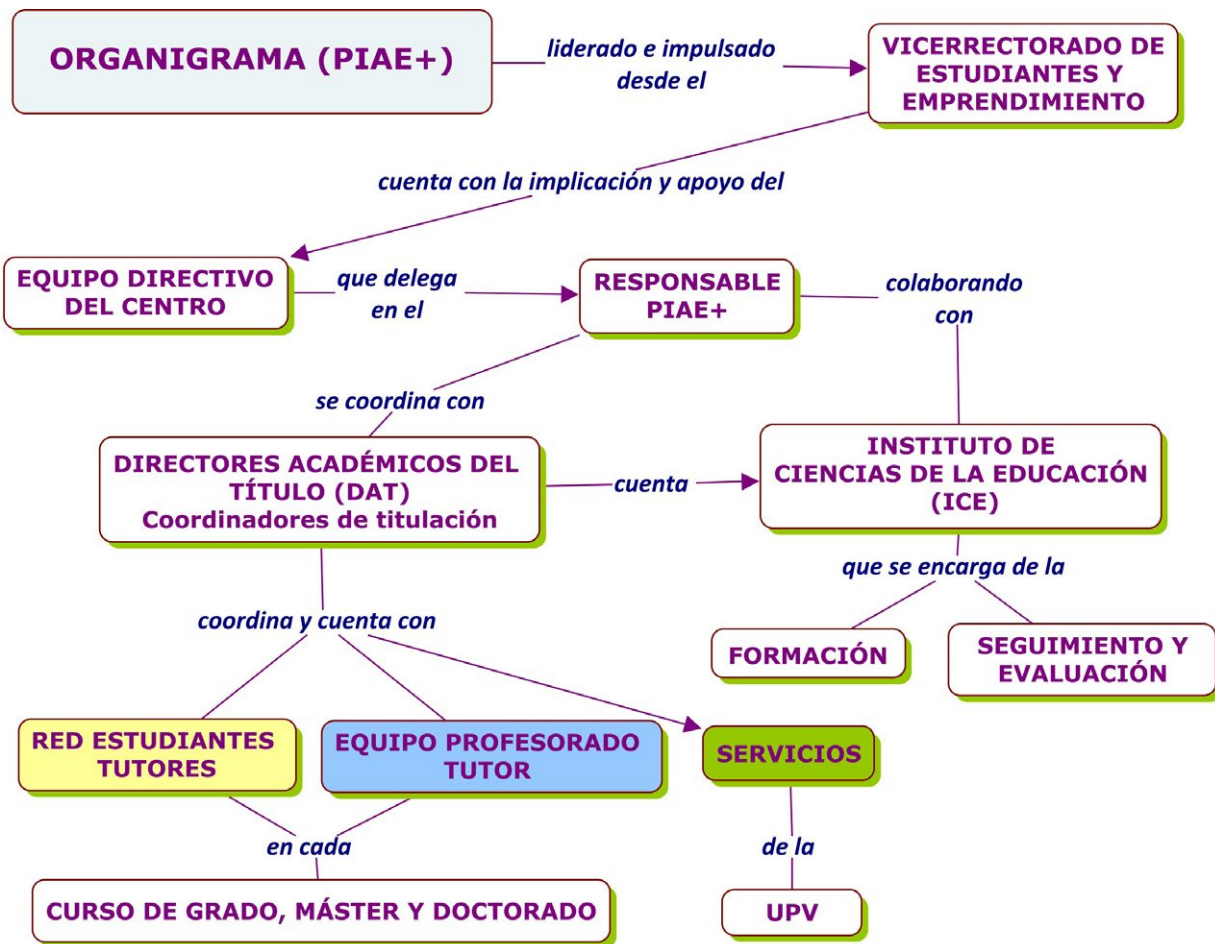 ORGANIGRAMA (PIAE+)
liderado e impulsado
desde el
VICERRECTORADO DE
ESTUDIANTES Y
EMPRENDIMIENTO
cuenta con la implicación y apoyo del
EQUIPO DIRECTIVO
DEL CENTRO
que delega
en el
RESPONSABLE
PIAE+
colaborando
con
se coordina con
DIRECTORES ACADÉMICOS DEL
TÍTULO (DAT)
Coordinadores de titulación
cuenta
INSTITUTO DE
CIENCIAS DE LA EDUCACIÓN
(ICE)
que se encarga de la
FORMACIÓN
SEGUIMIENTO Y
EVALUACIÓN
coordina y cuenta con
RED ESTUDIANTES
TUTORES
EQUIPO PROFESORADO
TUTOR
SERVICIOS
en cada
de la
CURSO DE GRADO, MÁSTER Y DOCTORADO
UPV